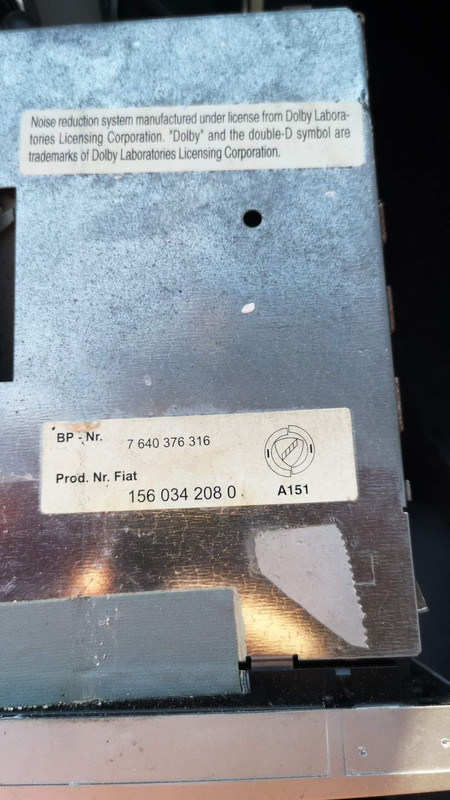 Noise reduction system manufactured under license from Dolby Labora-
tories Licensing Corporation. "Dolby" and the double-D symbol are
trademarks of Dolby Laboratories Licensing Corporation.
BP - Nr. 7 640 376 316
Prod. Nr. Fiat
156 034 208 0 A151